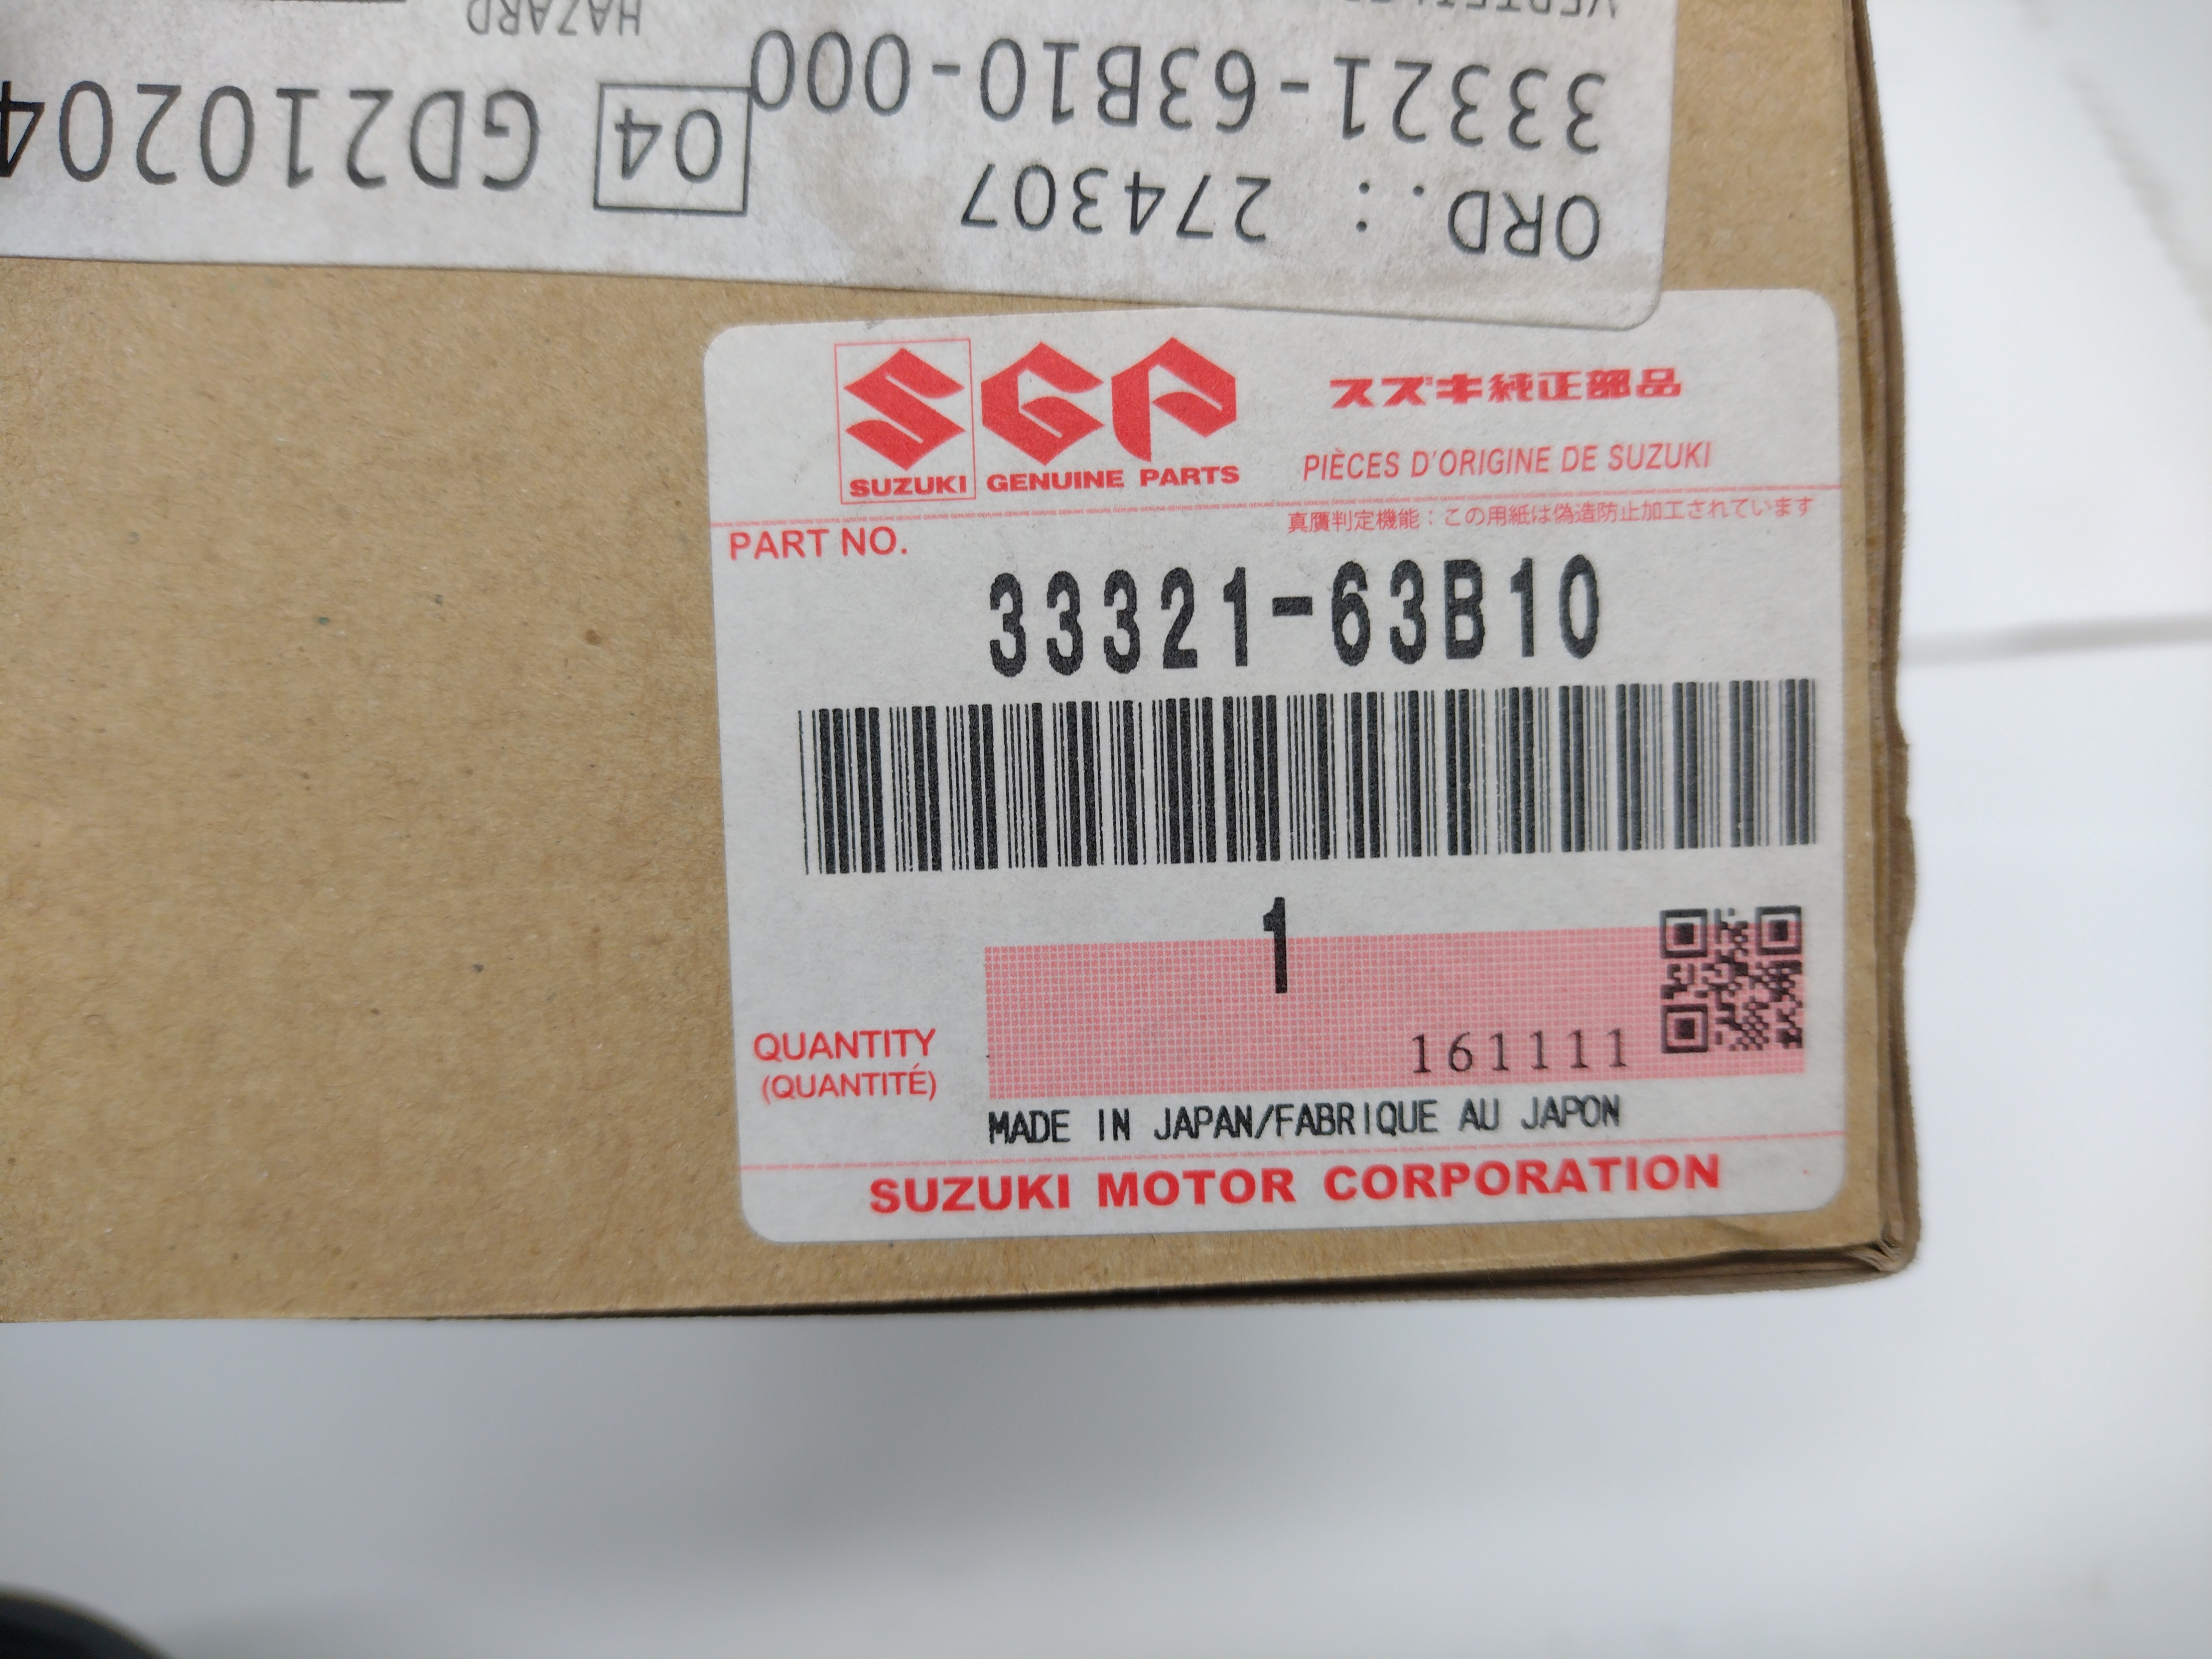 HAZARD
33321-63B10-000
04 GD210204
ORD.: 274307
SGP
スズキ純正部品
SUZUKI GENUINE PARTS
PIÈCES D'ORIGINE DE SUZUKI
真贋判定機能：この用紙は偽造防止加工されています
PART NO.
33321-63B10
1
QUANTITY
(QUANTITÉ)
161111
MADE IN JAPAN/FABRIQUE AU JAPON
SUZUKI MOTOR CORPORATION